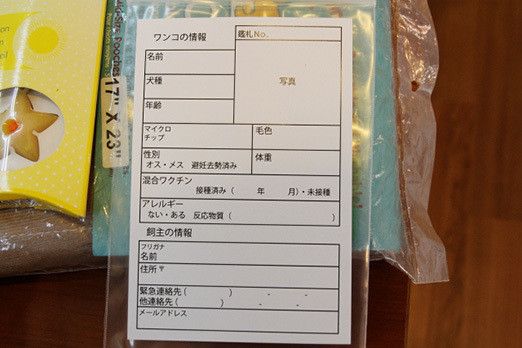 ワンコの情報
鑑札No.
名前
写真
犬種
年齢
マイクロ
チップ
毛色
性別
オス・メス 避妊去勢済み
体重
混合ワクチン
接種済み ( 年 月)・未接種
アレルギー
ない・ある 反応物質 ( )
飼主の情報
フリガナ
名前
住所 〒
緊急連絡先 ( ) - -
他連絡先 ( ) - -
メールアドレス
Pooches
17" X 23"